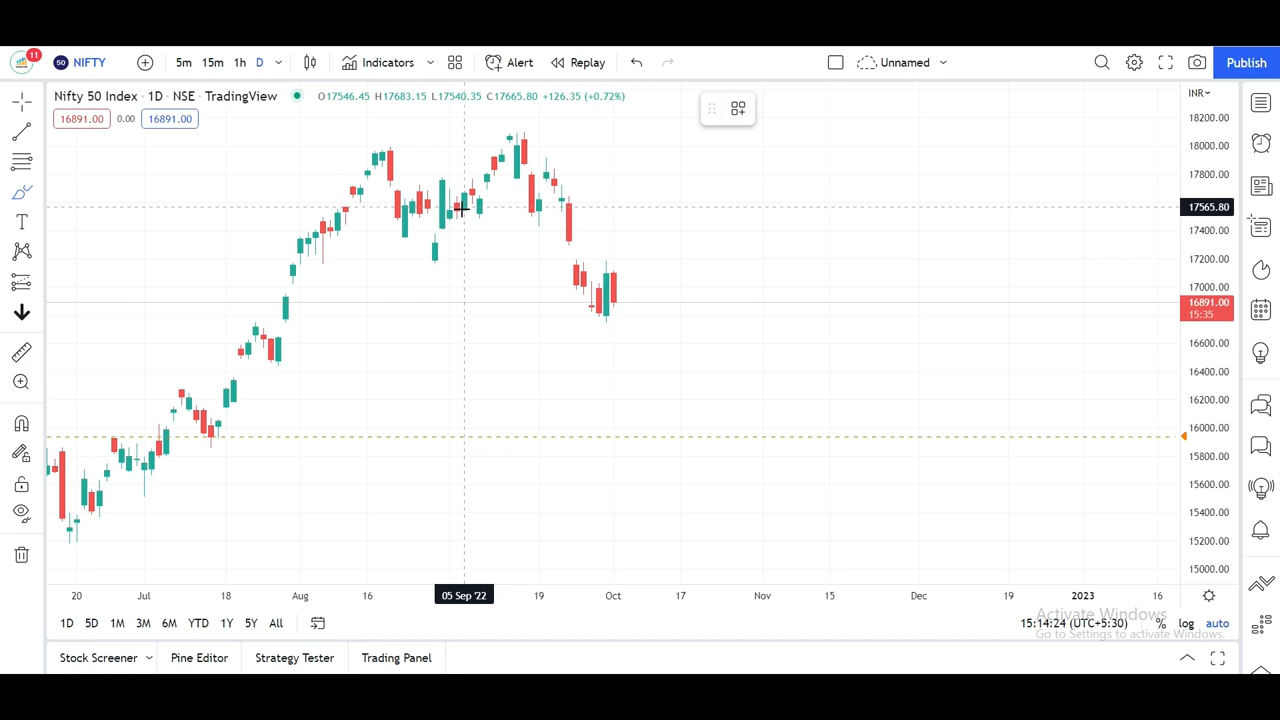 11
50 NIFTY 5m 15m 1h D Indicators Alert Replay Unnamed Publish
Nifty 50 Index · 1D · NSE · TradingView O17546.45 H17683.15 L17540.35 C17665.80 +126.35 (+0.72%) INR
16891.00 0.00 16891.00
18200.00
18000.00
17800.00
17565.80
17400.00
17200.00
17000.00
16891.00
15:35
16600.00
16400.00
16200.00
16000.00
15800.00
15600.00
15400.00
15200.00
15000.00
20 Jul 18 Aug 16 05 Sep '22 19 Oct 17 Nov 15 Dec 19 2023 16
Activate Windows
1D 5D 1M 3M 6M YTD 1Y 5Y All 15:14:24 (UTC+5:30) % log auto
Go to Settings to activate Windows.
Stock Screener Pine Editor Strategy Tester Trading Panel